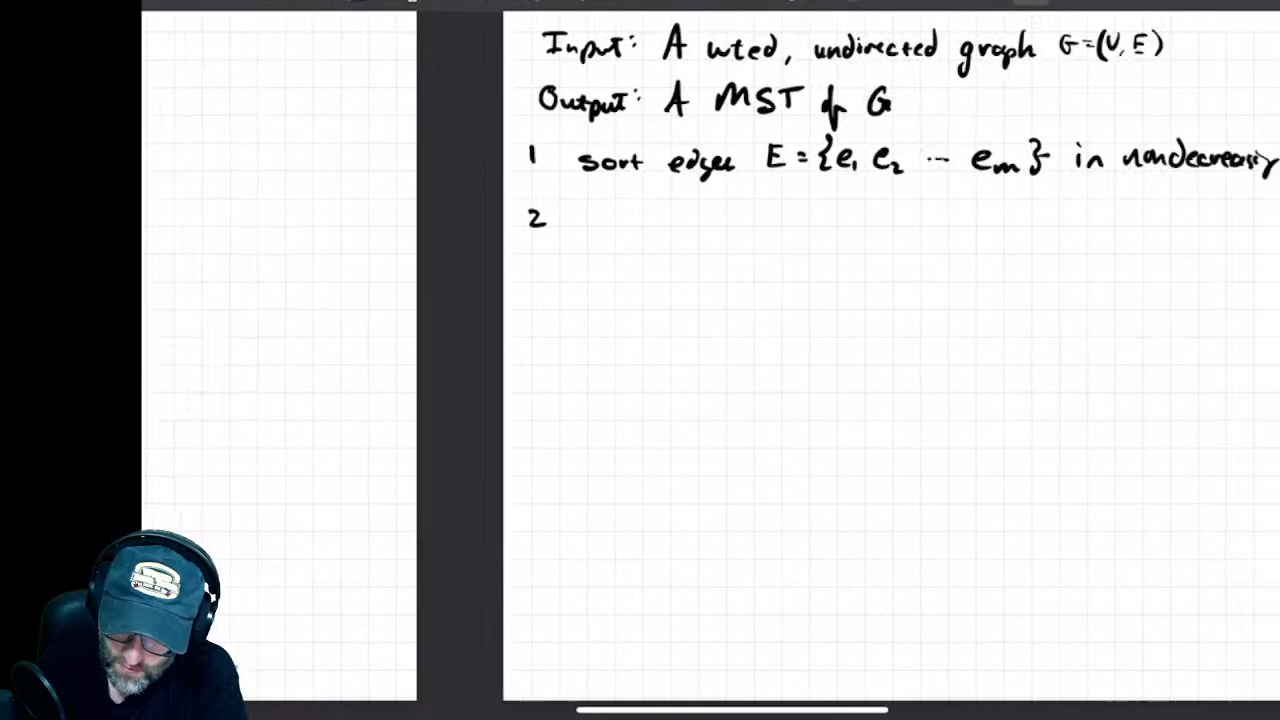 Input: A wted, undirected graph G=(V, E)
Output: A MST of G
1 sort edges E = {e₁ e₂ ... eₘ} in nondecreasing
2